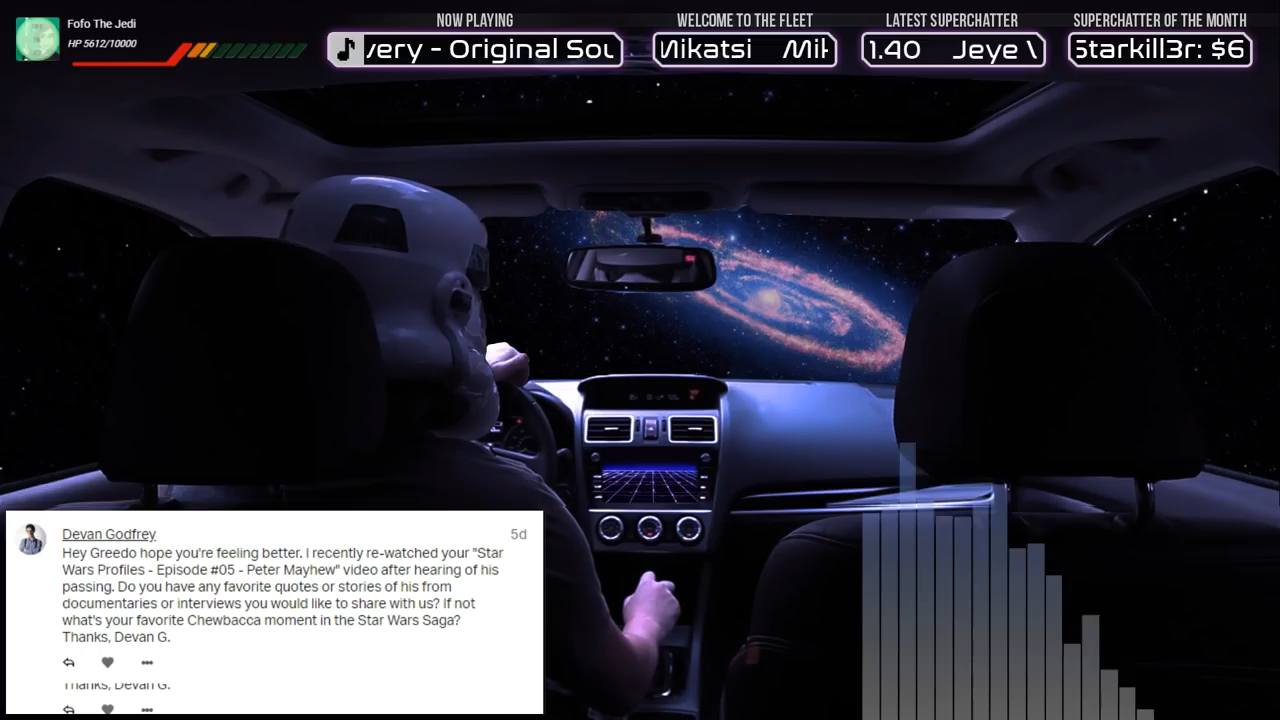 Fofo The Jedi
HP 5612/10000
NOW PLAYING
very - Original Sou
WELCOME TO THE FLEET
Nikatsi Mik
LATEST SUPERCHATTER
1.40 Jeye
SUPERCHATTER OF THE MONTH
Starkill3r: $6
Devan Godfrey 5d
Hey Greedo hope you're feeling better. I recently re-watched your "Star
Wars Profiles - Episode #05 - Peter Mayhew" video after hearing of his
passing. Do you have any favorite quotes or stories of his from
documentaries or interviews you would like to share with us? If not
what's your favorite Chewbacca moment in the Star Wars Saga?
Thanks, Devan G.
Thanks, Devan G.